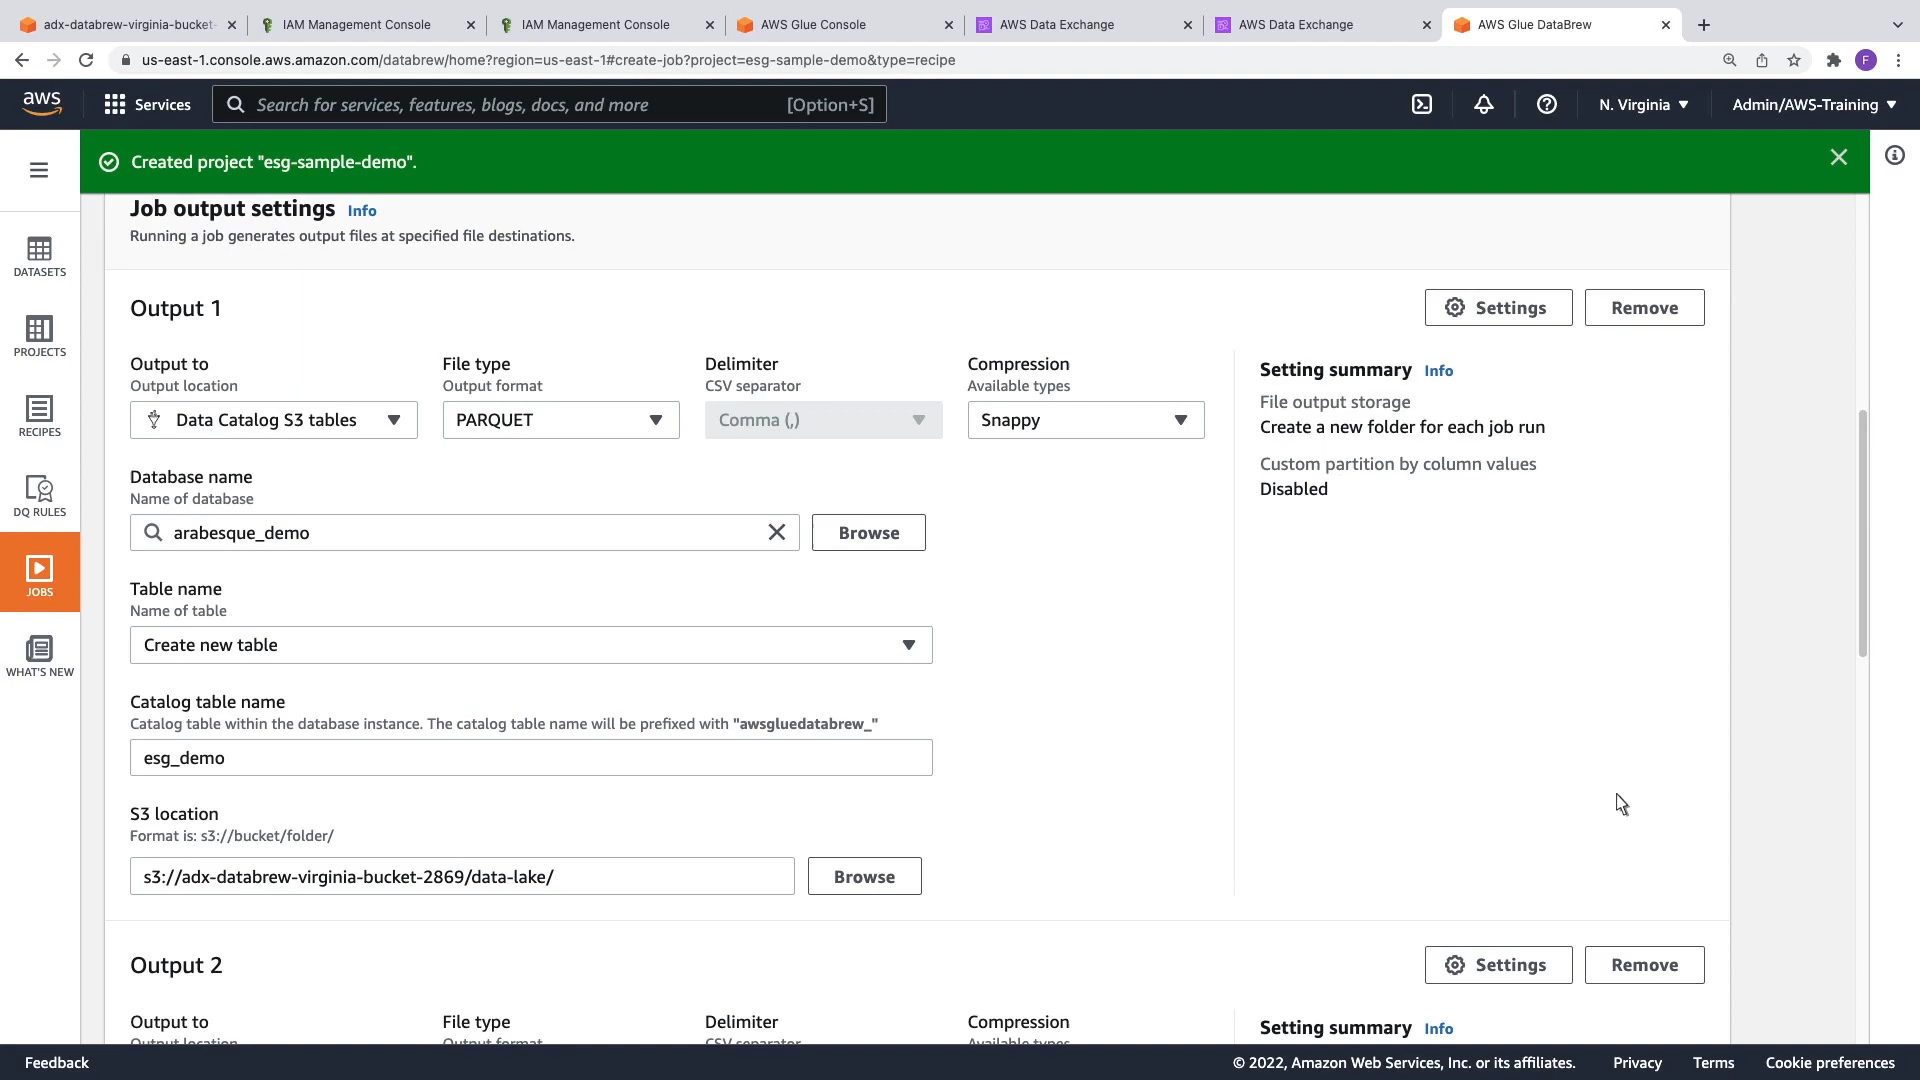 adx-databrew-virginia-bucket-
IAM Management Console
IAM Management Console
AWS Glue Console
AWS Data Exchange
AWS Data Exchange
AWS Glue DataBrew
us-east-1.console.aws.amazon.com/databrew/home?region=us-east-1#create-job?project=esg-sample-demo&type=recipe
F
aws
Services
Search for services, features, blogs, docs, and more
[Option+S]
N. Virginia
Admin/AWS-Training
Created project "esg-sample-demo".
DATASETS
PROJECTS
RECIPES
DQ RULES
JOBS
WHAT'S NEW
Job output settings Info
Running a job generates output files at specified file destinations.
Output 1
Settings
Remove
Output to
Output location
Data Catalog S3 tables
File type
Output format
PARQUET
Delimiter
CSV separator
Comma (,)
Compression
Available types
Snappy
Setting summary Info
File output storage
Create a new folder for each job run
Custom partition by column values
Disabled
Database name
Name of database
arabesque_demo
Browse
Table name
Name of table
Create new table
Catalog table name
Catalog table within the database instance. The catalog table name will be prefixed with "awsgluedatabrew_"
esg_demo
S3 location
Format is: s3://bucket/folder/
s3://adx-databrew-virginia-bucket-2869/data-lake/
Browse
Output 2
Settings
Remove
Output to
Output location
File type
Output format
Delimiter
CSV separator
Compression
Available types
Setting summary Info
Feedback
© 2022, Amazon Web Services, Inc. or its affiliates.
Privacy
Terms
Cookie preferences